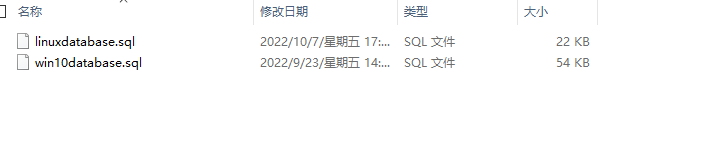 名称 修改日期 类型 大小
linuxdatabase.sql 2022/10/7/星期五 17:... SQL 文件 22 KB
win10database.sql 2022/9/23/星期五 14:... SQL 文件 54 KB